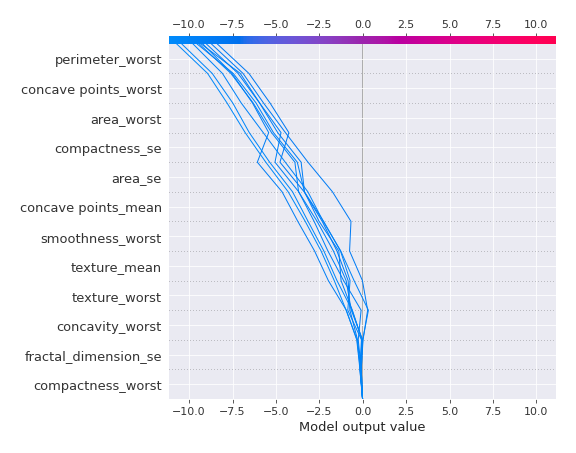 −10.0 −7.5 −5.0 −2.5 0.0 2.5 5.0 7.5 10.0
perimeter_worst
concave points_worst
area_worst
compactness_se
area_se
concave points_mean
smoothness_worst
texture_mean
texture_worst
concavity_worst
fractal_dimension_se
compactness_worst
−10.0 −7.5 −5.0 −2.5 0.0 2.5 5.0 7.5 10.0
Model output value